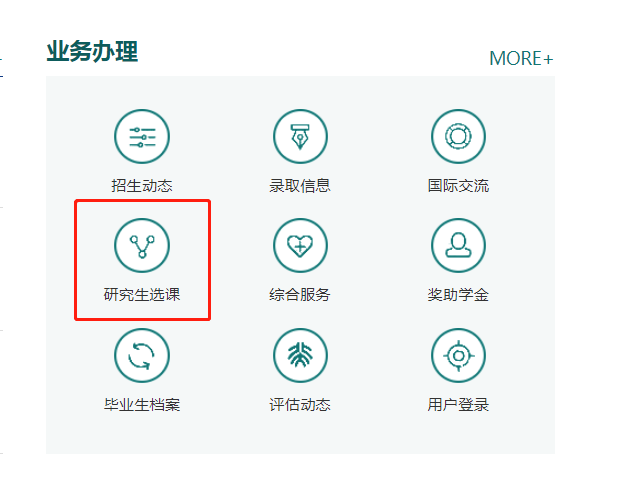 业务办理
MORE+
招生动态
录取信息
国际交流
研究生选课
综合服务
奖助学金
毕业生档案
评估动态
用户登录